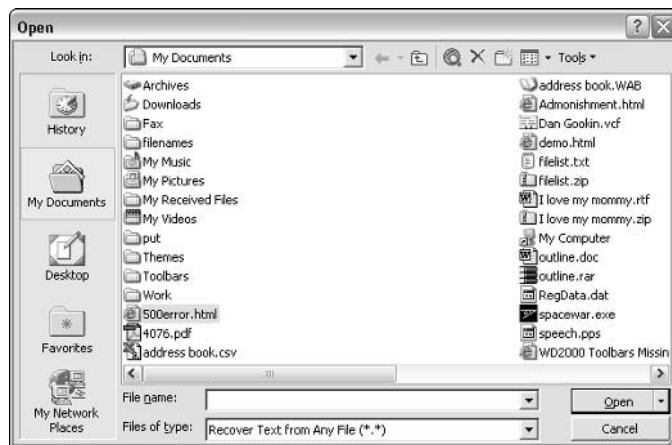 Open
Look in:
My Documents
Tools
History
My Documents
Desktop
Favorites
My Network
Places
Archives
Downloads
Fax
filenames
My Music
My Pictures
My Received Files
My Videos
put
Themes
Toolbars
Work
500error.html
4076.pdf
address book.csv
address book.WAB
Admonishment.html
Dan Gookin.vcf
demo.html
filelist.txt
filelist.zip
I love my mommy.rtf
I love my mommy.zip
My Computer
outline.doc
outline.rar
RegData.dat
spacewar.exe
speech.pps
WD2000 Toolbars Missin
File name:
Open
Files of type:
Recover Text from Any File (*.*)
Cancel